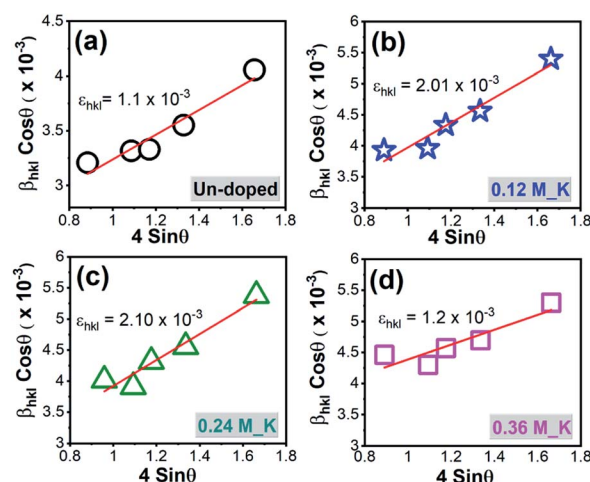 (a)
ε_hkl= 1.1 x 10⁻³
Un-doped
β_hkl Cosθ ( x 10⁻³)
4.5
4
3.5
3
2.5
0.8 1 1.2 1.4 1.6 1.8
4 Sinθ
(b)
ε_hkl = 2.01 x 10⁻³
0.12 M_K
β_hkl Cosθ ( x 10⁻³)
6
5.5
5
4.5
4
3.5
3
0.8 1 1.2 1.4 1.6 1.8
4 Sinθ
(c)
ε_hkl = 2.10 x 10⁻³
0.24 M_K
β_hkl Cosθ ( x 10⁻³)
6
5.5
5
4.5
4
3.5
3
0.8 1 1.2 1.4 1.6 1.8
4 Sinθ
(d)
ε_hkl = 1.2 x 10⁻³
0.36 M_K
β_hkl Cosθ ( x 10⁻³)
6
5.5
5
4.5
4
3.5
3
0.8 1 1.2 1.4 1.6 1.8
4 Sinθ